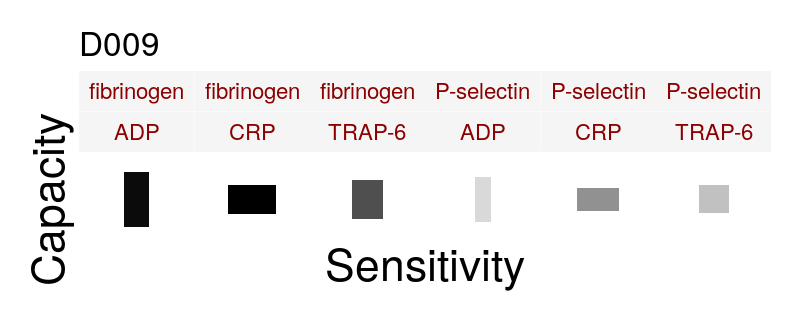 D009
fibrinogen fibrinogen fibrinogen P-selectin P-selectin P-selectin
ADP CRP TRAP-6 ADP CRP TRAP-6
Capacity
Sensitivity